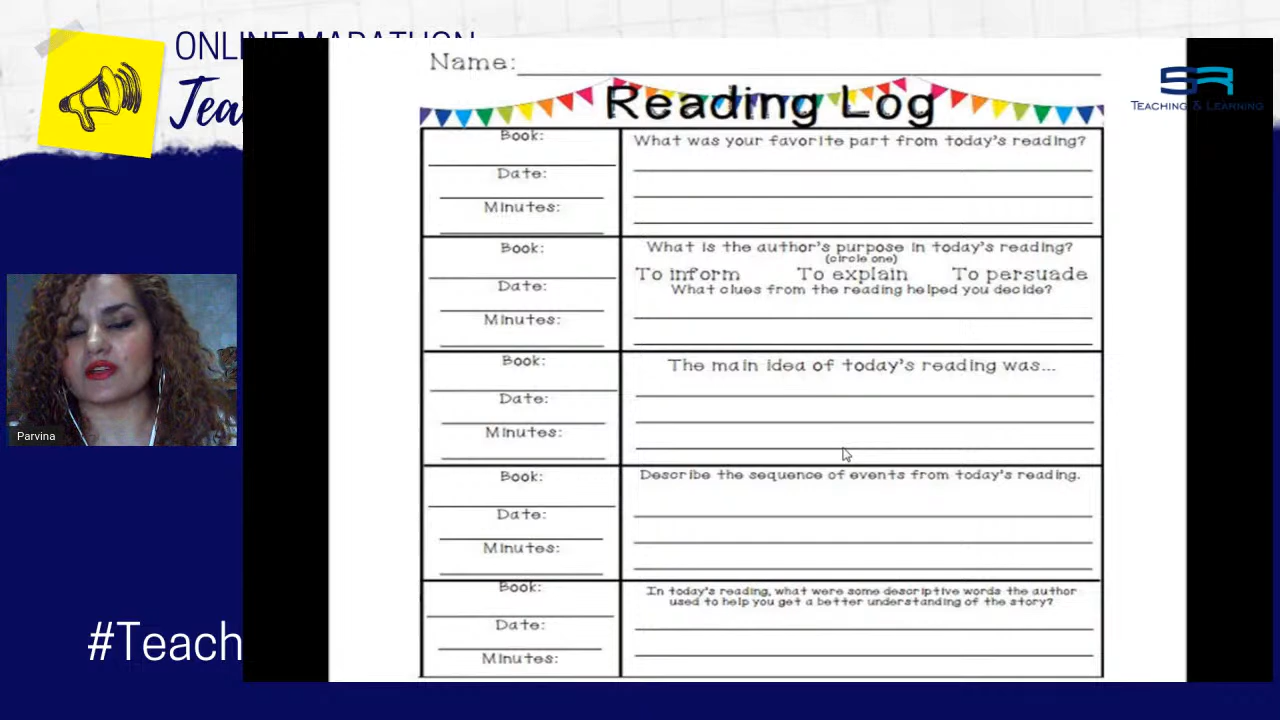 ONLINE MARATHON
Tea
SR
TEACHING & LEARNING
Name:
Reading Log
Book:
Date:
Minutes:
What was your favorite part from today's reading?
Book:
Date:
Minutes:
What is the author's purpose in today's reading?
(circle one)
To inform To explain To persuade
What clues from the reading helped you decide?
Book:
Date:
Minutes:
The main idea of today's reading was...
Book:
Date:
Minutes:
Describe the sequence of events from today's reading.
Book:
Date:
Minutes:
In today's reading, what were some descriptive words the author
used to help you get a better understanding of the story?
Parvina
#Teach